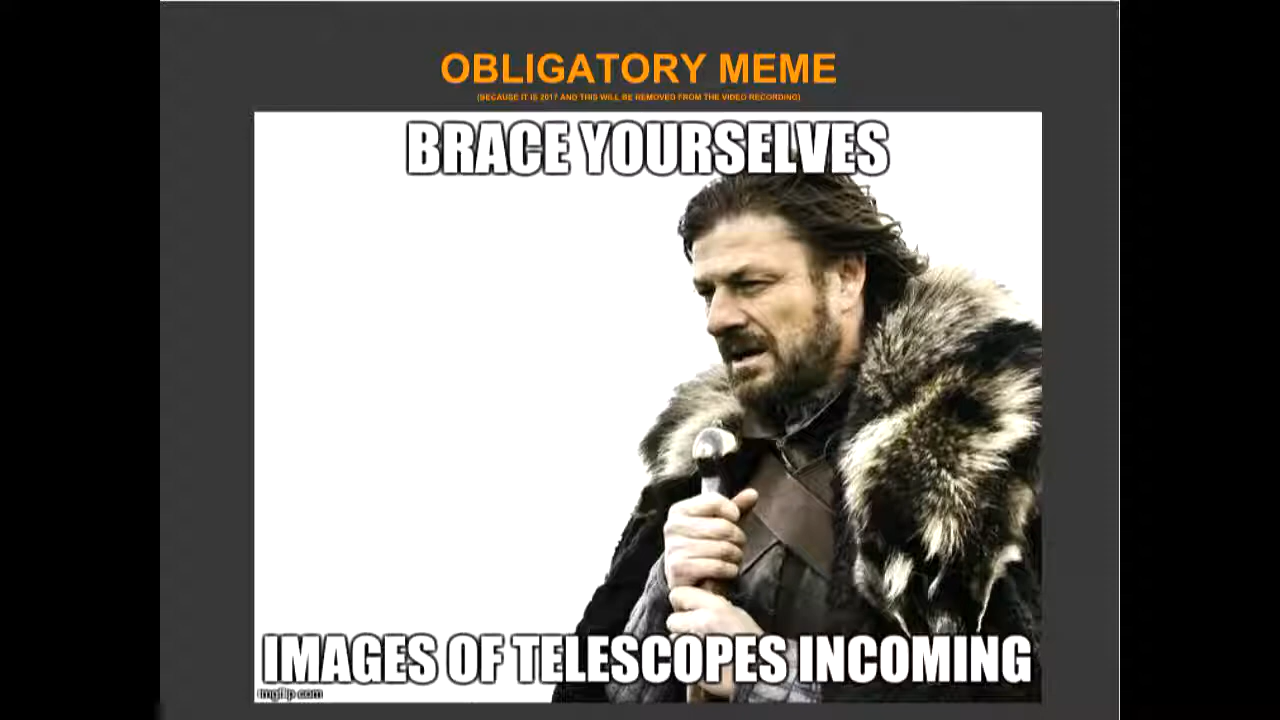 OBLIGATORY MEME
(BECAUSE IT IS 2017 AND THIS WILL BE REMOVED FROM THE VIDEO RECORDING)
BRACE YOURSELVES
IMAGES OF TELESCOPES INCOMING
imgflip.com